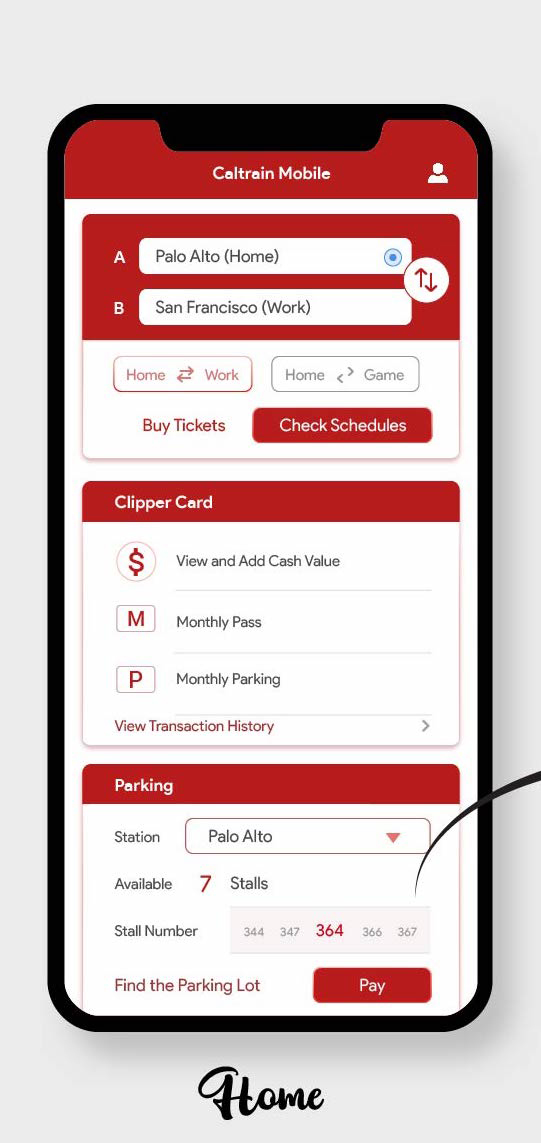 Caltrain Mobile
A Palo Alto (Home)
B San Francisco (Work)
Home Work Home Game
Buy Tickets Check Schedules
Clipper Card
$ View and Add Cash Value
M Monthly Pass
P Monthly Parking
View Transaction History
Parking
Station Palo Alto
Available 7 Stalls
Stall Number 344 347 364 366 367
Find the Parking Lot Pay
Home